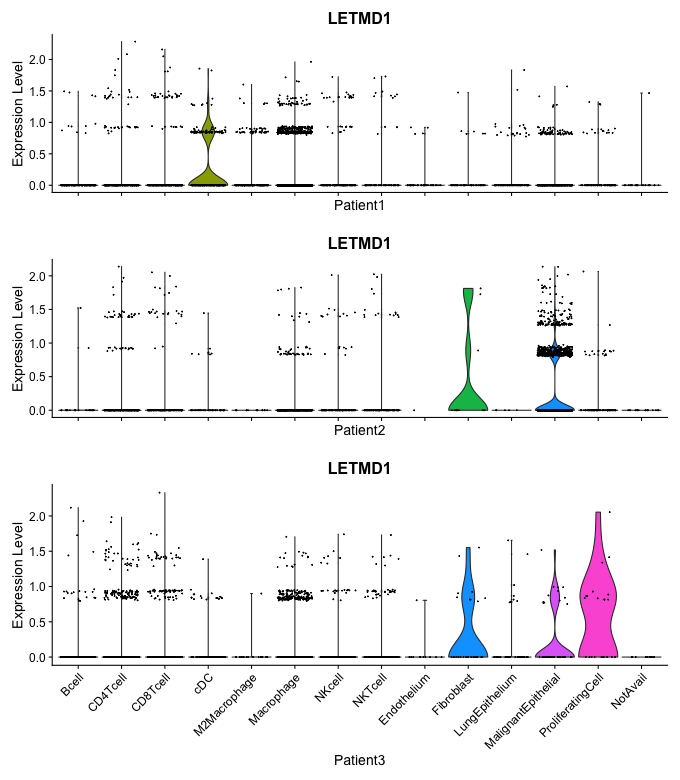 LETMD1
Expression Level
2.0
1.5
1.0
0.5
0.0
Patient1
LETMD1
Expression Level
2.0
1.5
1.0
0.5
0.0
Patient2
LETMD1
Expression Level
2.0
1.5
1.0
0.5
0.0
Bcell
CD4Tcell
CD8Tcell
cDC
M2Macrophage
Macrophage
NKcell
NKTcell
Endothelium
Fibroblast
LungEpithelium
MalignantEpithelial
ProliferatingCell
NotAvail
Patient3